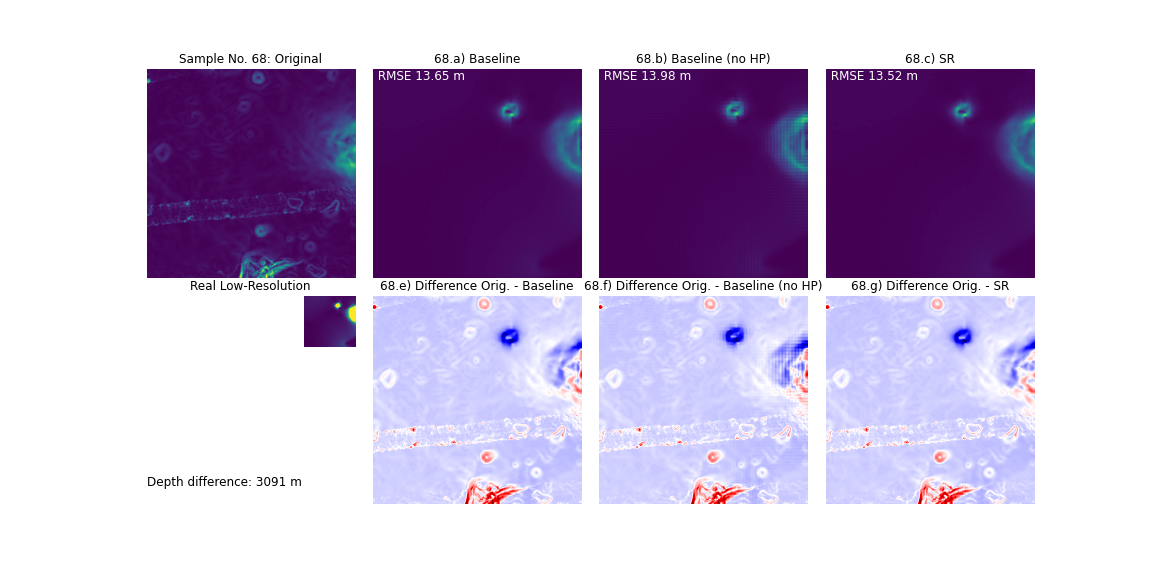 Sample No. 68: Original
68.a) Baseline
68.b) Baseline (no HP)
68.c) SR
RMSE 13.65 m
RMSE 13.98 m
RMSE 13.52 m
Real Low-Resolution
68.e) Difference Orig. - Baseline
68.f) Difference Orig. - Baseline (no HP)
68.g) Difference Orig. - SR
Depth difference: 3091 m